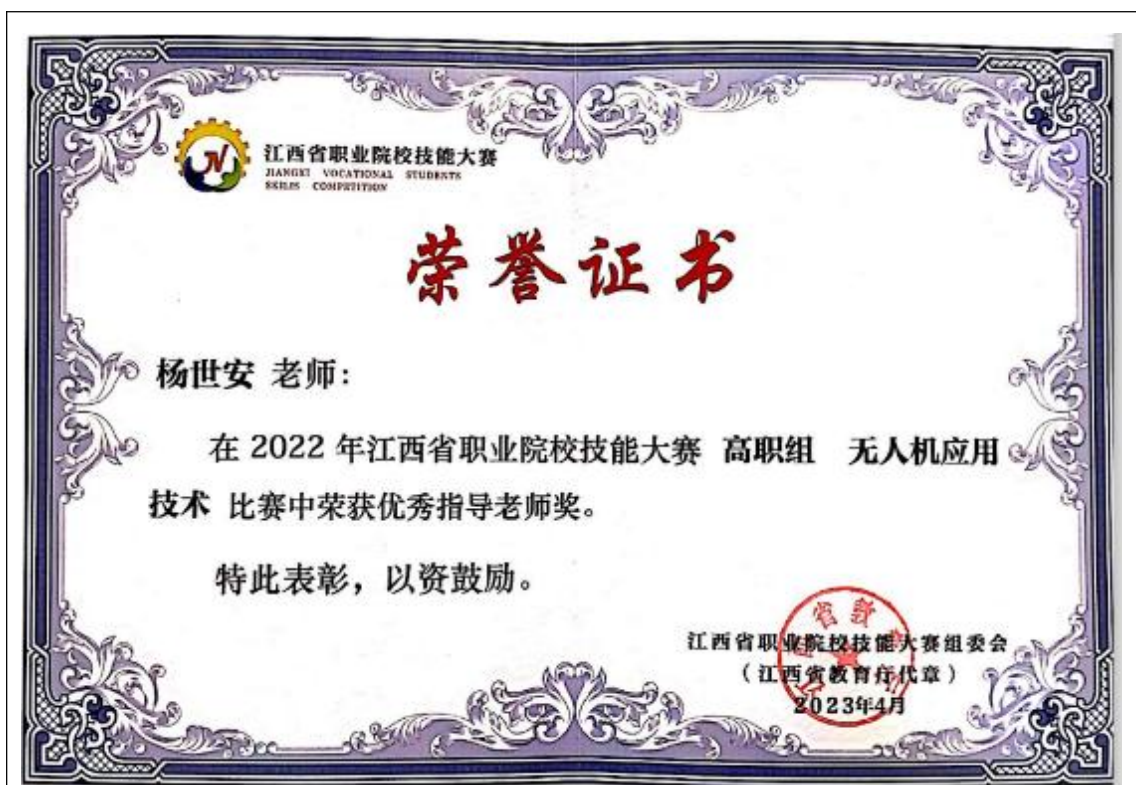 江西省职业院校技能大赛
JIANGXI VOCATIONAL STUDENTS
SKILLS COMPETITION
荣誉证书
杨世安 老师：
在 2022 年江西省职业院校技能大赛 高职组 无人机应用
技术 比赛中荣获优秀指导老师奖。
特此表彰，以资鼓励。
江西省职业院校技能大赛组委会
（江西省教育厅代章）
2023年4月